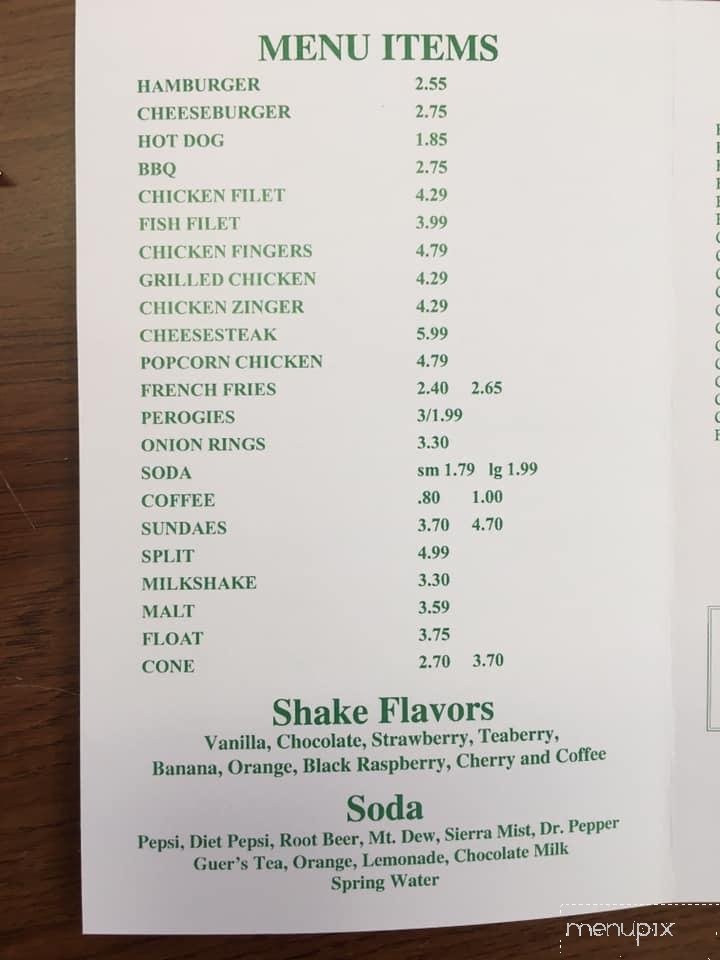 MENU ITEMS
HAMBURGER 2.55
CHEESEBURGER 2.75
HOT DOG 1.85
BBQ 2.75
CHICKEN FILET 4.29
FISH FILET 3.99
CHICKEN FINGERS 4.79
GRILLED CHICKEN 4.29
CHICKEN ZINGER 4.29
CHEESESTEAK 5.99
POPCORN CHICKEN 4.79
FRENCH FRIES 2.40 2.65
PEROGIES 3/1.99
ONION RINGS 3.30
SODA sm 1.79 lg 1.99
COFFEE .80 1.00
SUNDAES 3.70 4.70
SPLIT 4.99
MILKSHAKE 3.30
MALT 3.59
FLOAT 3.75
CONE 2.70 3.70
Shake Flavors
Vanilla, Chocolate, Strawberry, Teaberry,
Banana, Orange, Black Raspberry, Cherry and Coffee
Soda
Pepsi, Diet Pepsi, Root Beer, Mt. Dew, Sierra Mist, Dr. Pepper
Guer's Tea, Orange, Lemonade, Chocolate Milk
Spring Water
menupix